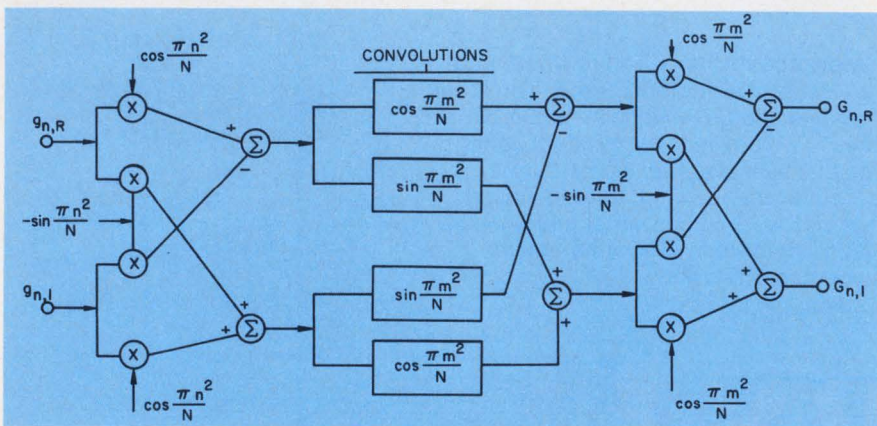 cos πn²/N
CONVOLUTIONS
cos πm²/N
g_{n,R}
X
+
Σ
-
cos πm²/N
+
Σ
-
X
+
Σ
-
G_{n,R}
X
sin πm²/N
X
-sin πn²/N
-sin πm²/N
X
g_{n,I}
+
Σ
+
sin πm²/N
+
Σ
+
X
+
Σ
+
G_{n,I}
X
cos πm²/N
X
cos πn²/N
cos πm²/N